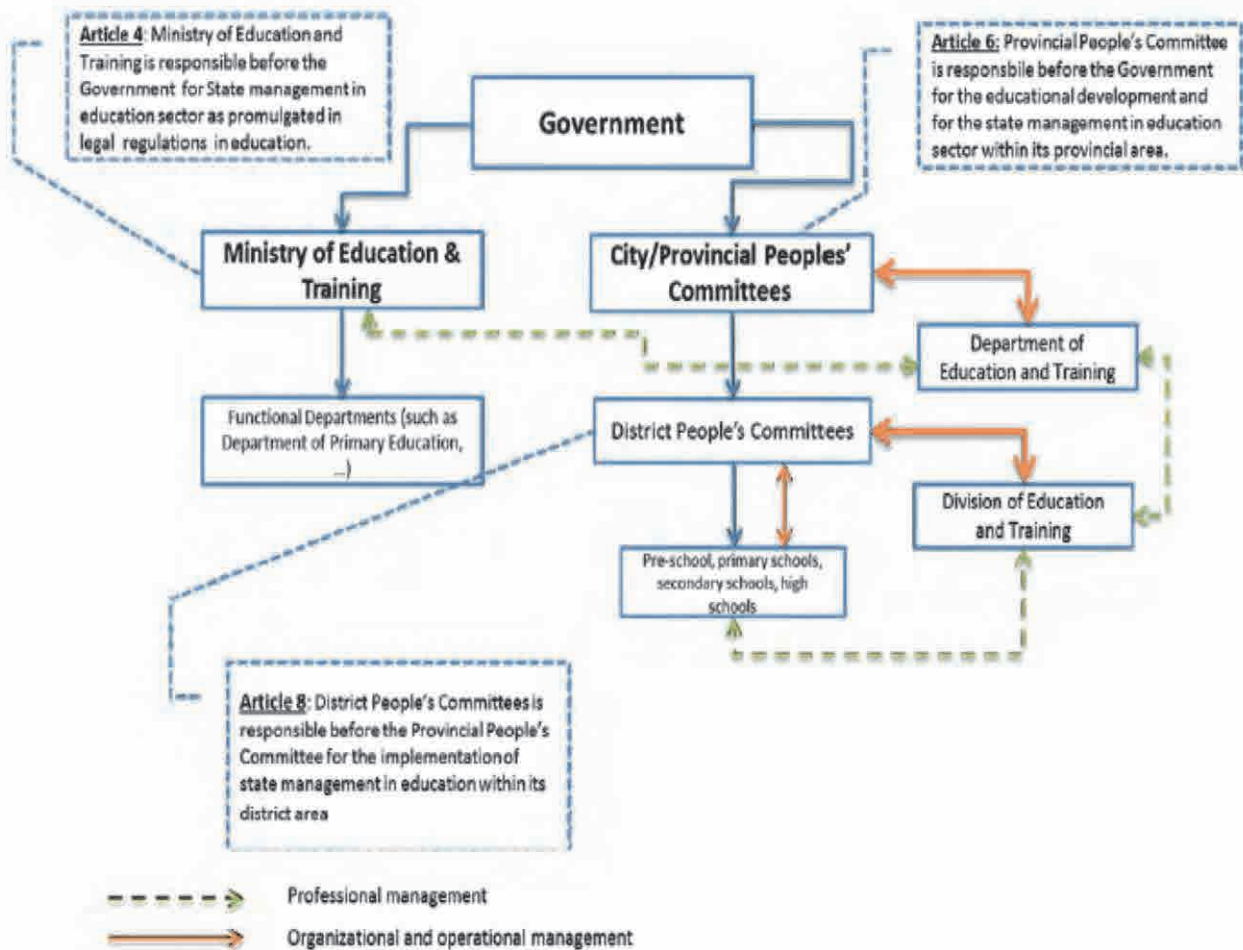 Article 4: Ministry of Education and
Training is responsible before the
Government for State management in
education sector as promulgated in
legal regulations in education.
Government
Article 6: Provincial People's Committee
is responsbile before the Government
for the educational development and
for the state management in education
sector within its provincial area.
Ministry of Education &
Training
City/Provincial Peoples'
Committees
Department of
Education and Training
Functional Departments (such as
Department of Primary Education,
...)
District People's Committees
Division of Education
and Training
Pre-school, primary schools,
secondary schools, high
schools
Article 8: District People's Committees is
responsible before the Provincial People's
Committee for the implementation of
state management in education within its
district area
Professional management
Organizational and operational management